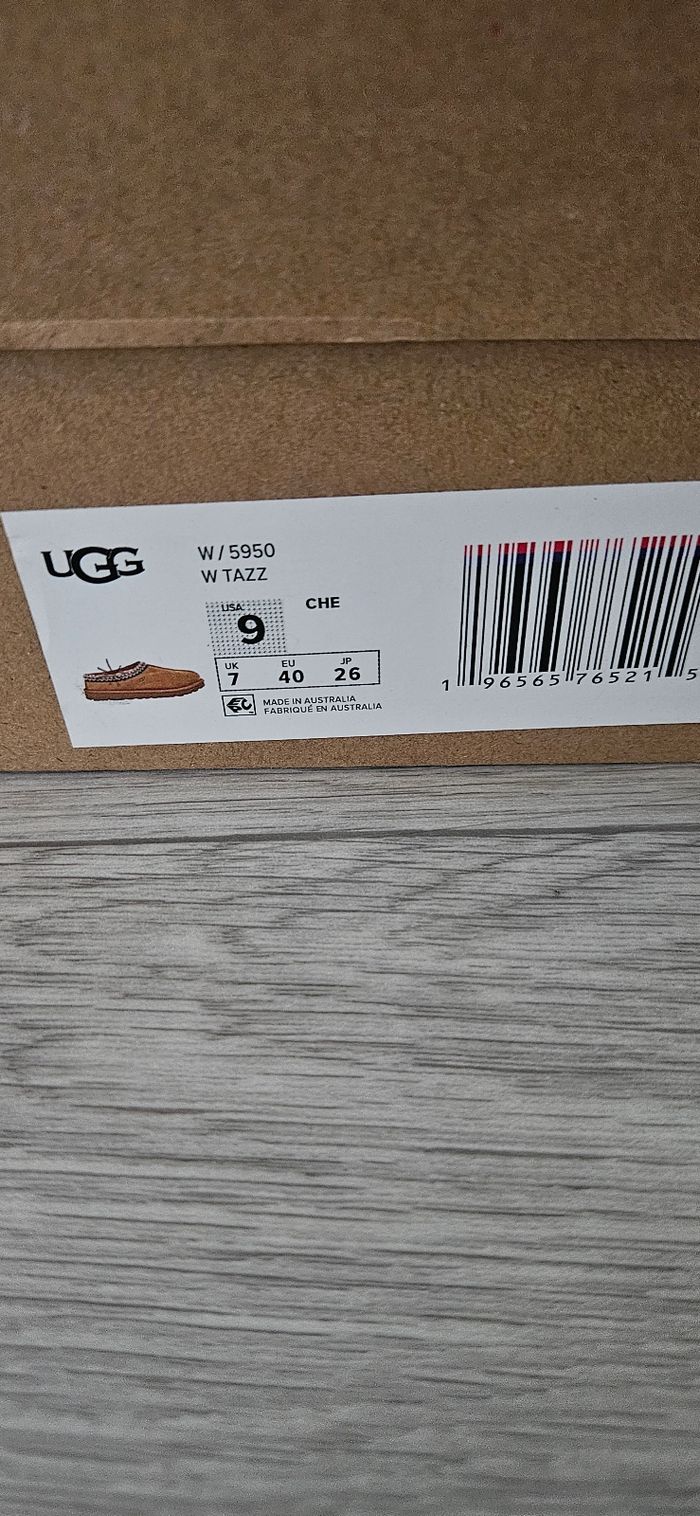 UGG
W / 5950
W TAZZ
USA
9
CHE
UK EU JP
7 40 26
MADE IN AUSTRALIA
FABRIQUÉ EN AUSTRALIA
1 96565 76521 5